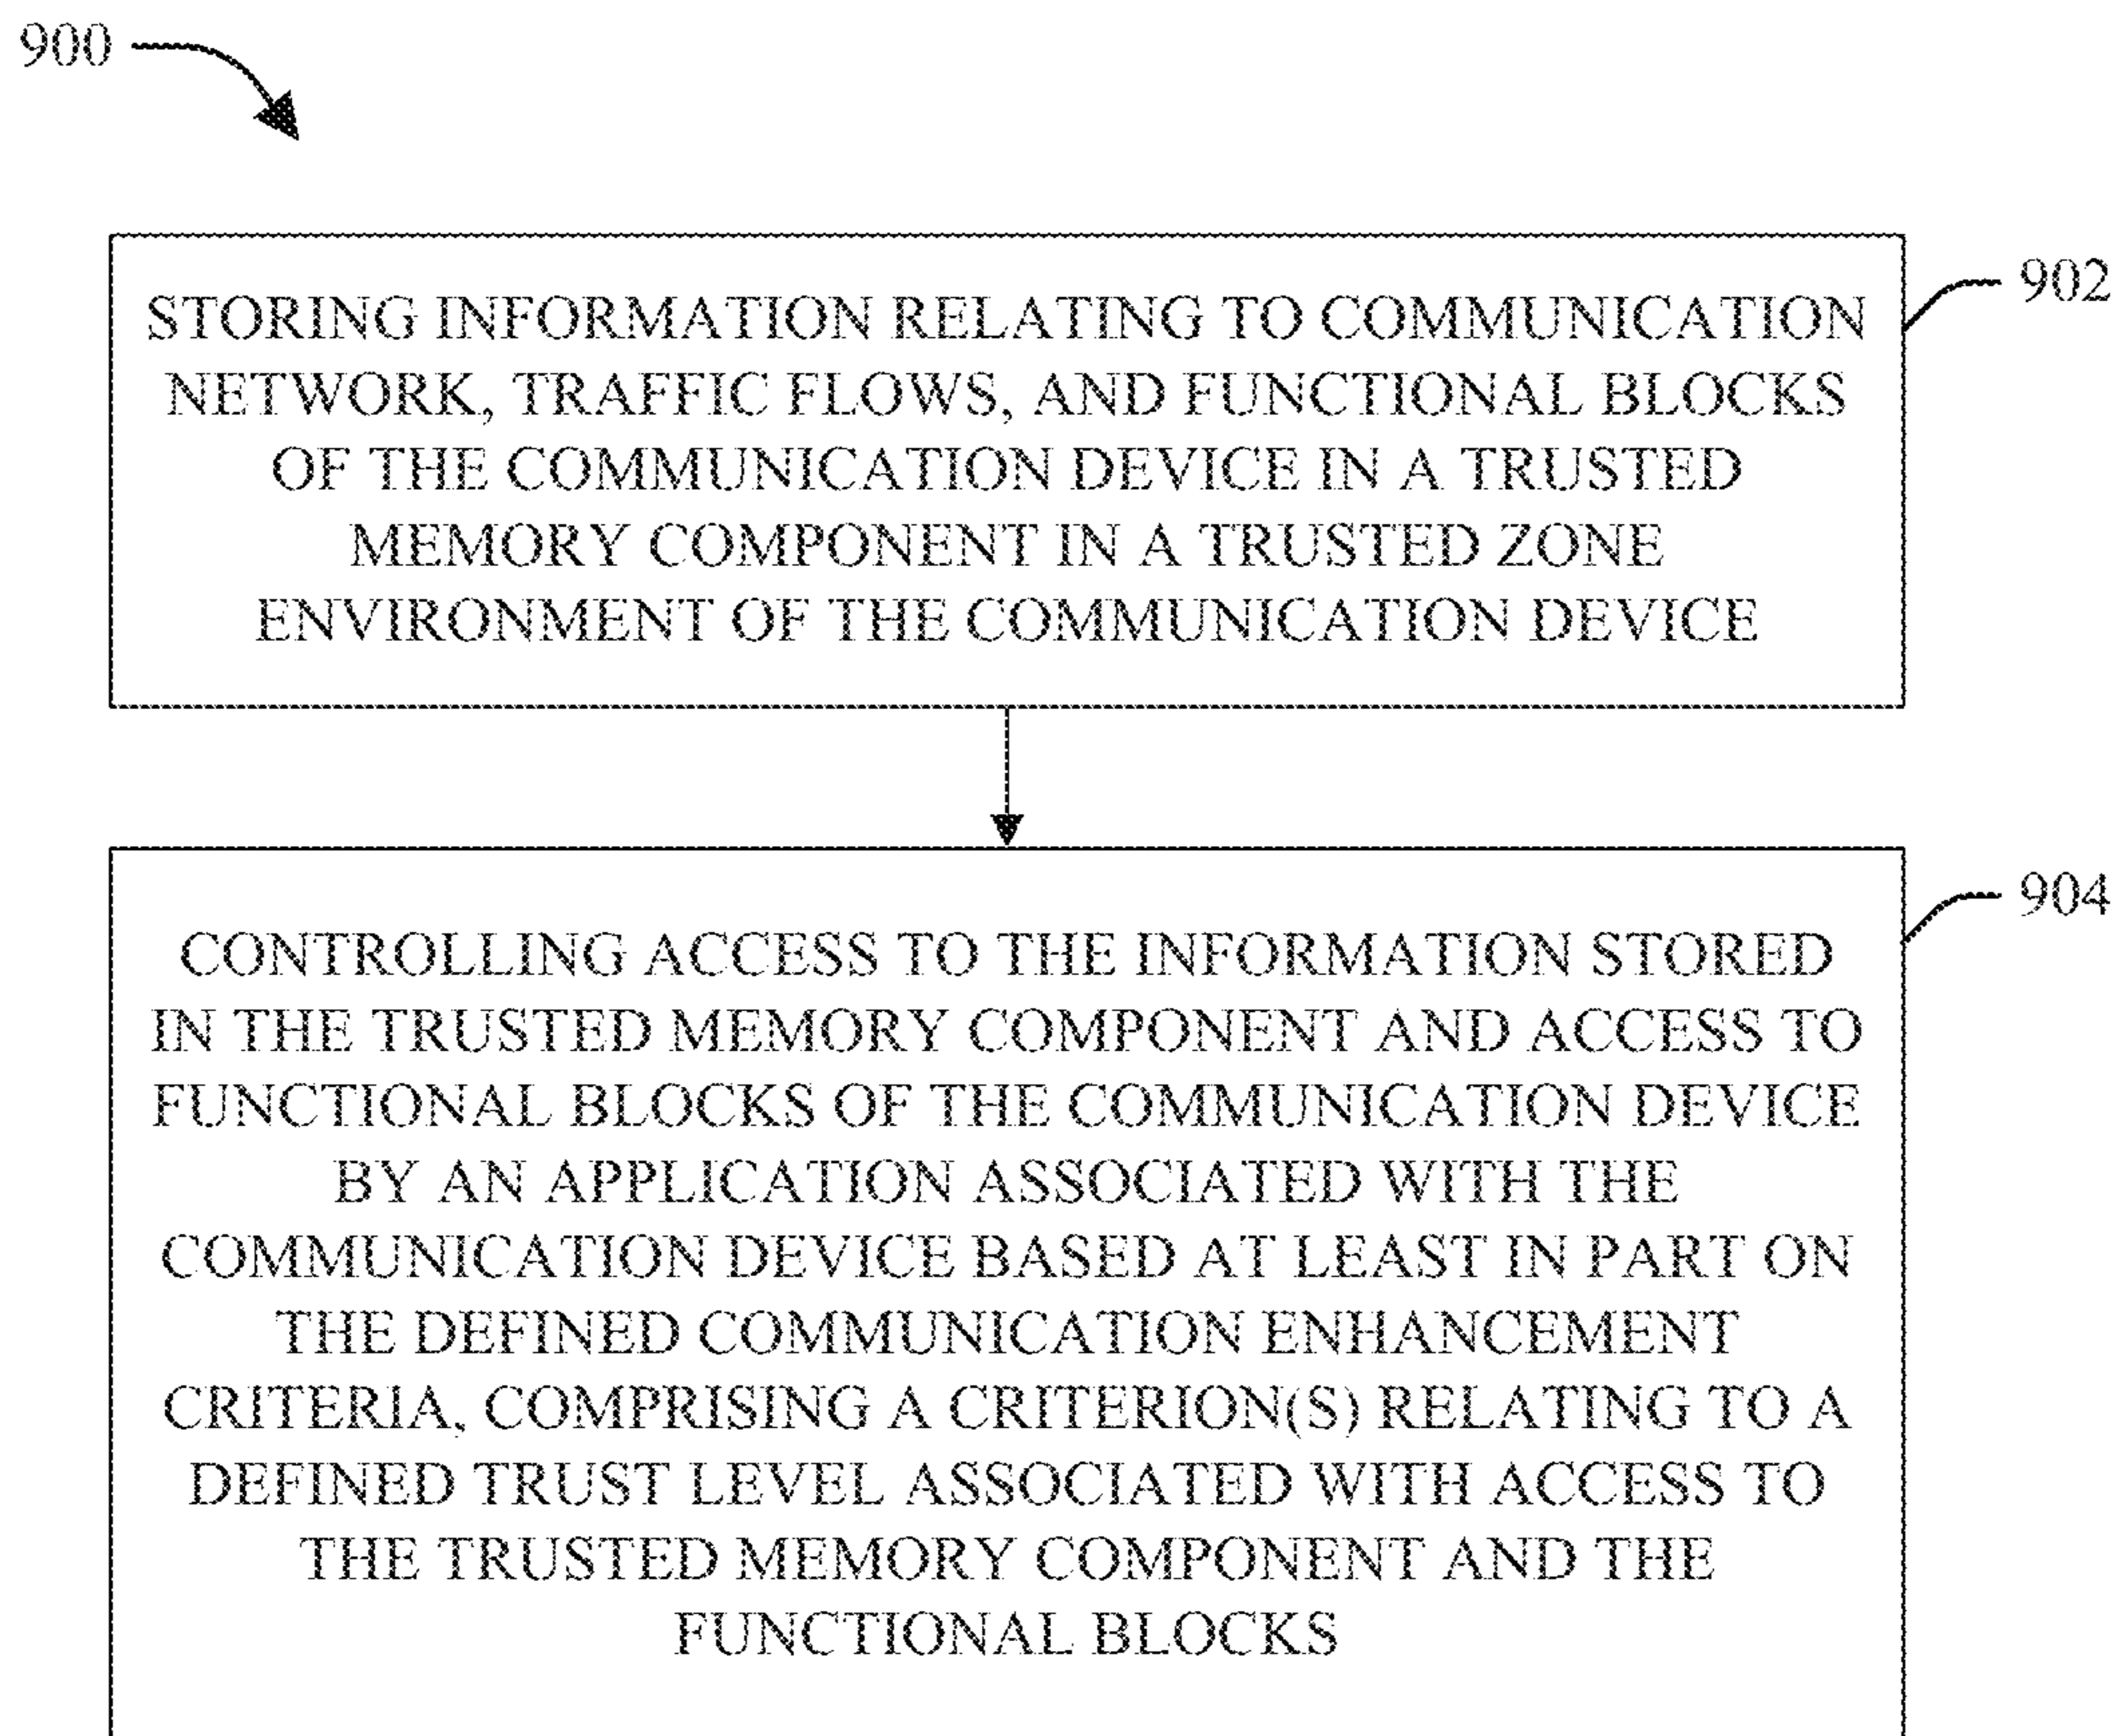 900
902
STORING INFORMATION RELATING TO COMMUNICATION
NETWORK, TRAFFIC FLOWS, AND FUNCTIONAL BLOCKS
OF THE COMMUNICATION DEVICE IN A TRUSTED
MEMORY COMPONENT IN A TRUSTED ZONE
ENVIRONMENT OF THE COMMUNICATION DEVICE
904
CONTROLLING ACCESS TO THE INFORMATION STORED
IN THE TRUSTED MEMORY COMPONENT AND ACCESS TO
FUNCTIONAL BLOCKS OF THE COMMUNICATION DEVICE
BY AN APPLICATION ASSOCIATED WITH THE
COMMUNICATION DEVICE BASED AT LEAST IN PART ON
THE DEFINED COMMUNICATION ENHANCEMENT
CRITERIA, COMPRISING A CRITERION(S) RELATING TO A
DEFINED TRUST LEVEL ASSOCIATED WITH ACCESS TO
THE TRUSTED MEMORY COMPONENT AND THE
FUNCTIONAL BLOCKS